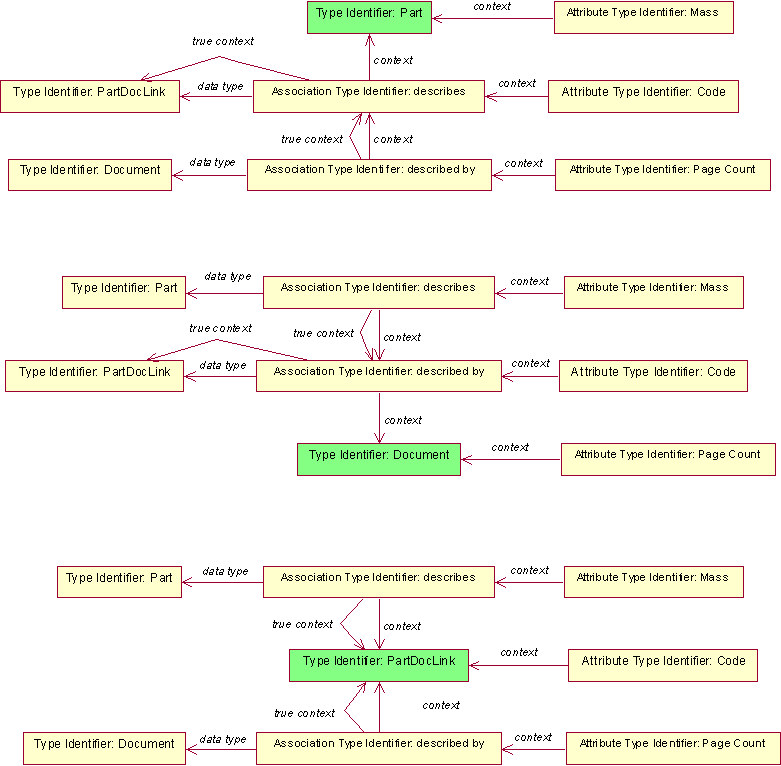 Type Identifier: Part
context
Attribute Type Identifier: Mass
true context
context
Type Identifier: PartDocLink
data type
Association Type Identifier: describes
context
Attribute Type Identifier: Code
true context
context
Type Identifier: Document
data type
Association Type Identifer: described by
context
Attribute Type Identifier: Page Count
Type Identifier: Part
data type
Association Type Identifier: describes
context
Attribute Type Identifier: Mass
true context
true context
context
Type Identifier: PartDocLink
data type
Association Type Identifier: described by
context
Attribute Type Identifier: Code
context
Type Identifier: Document
context
Attribute Type Identifier: Page Count
Type Identifier: Part
data type
Association Type Identifier: describes
context
Attribute Type Identifier: Mass
true context
context
Type Identifier: PartDocLink
context
Attribute Type Identifier: Code
true context
context
Type Identifier: Document
data type
Association Type Identifier: described by
context
Attribute Type Identifier: Page Count